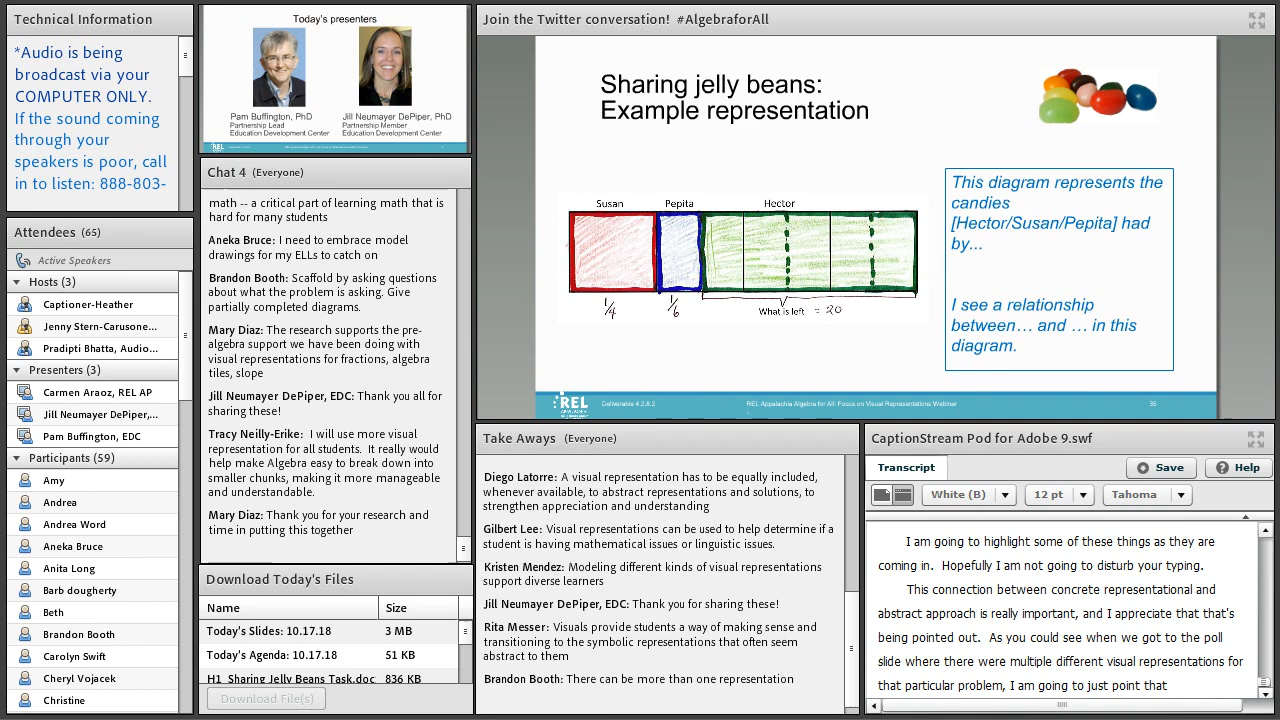 Technical Information
*Audio is being
broadcast via your
COMPUTER ONLY.
If the sound coming
through your
speakers is poor, call
in to listen: 888-803-
Attendees (65)
Active Speakers
Hosts (3)
Captioner-Heather
Jenny Stern-Carusone...
Pradipti Bhatta, Audio...
Presenters (3)
Carmen Araoz, REL AP
Jill Neumayer DePiper,...
Pam Buffington, EDC
Participants (59)
Amy
Andrea
Andrea Word
Aneka Bruce
Anita Long
Barb dougherty
Beth
Brandon Booth
Carolyn Swift
Cheryl Vojacek
Christine
Today's presenters
Pam Buffington, PhD
Partnership Lead
Education Development Center
Jill Neumayer DePiper, PhD
Partnership Member
Education Development Center
REL
Chat 4 (Everyone)
math -- a critical part of learning math that is
hard for many students
Aneka Bruce: I need to embrace model
drawings for my ELLs to catch on
Brandon Booth: Scaffold by asking questions
about what the problem is asking. Give
partially completed diagrams.
Mary Diaz: The research supports the pre-
algebra support we have been doing with
visual representations for fractions, algebra
tiles, slope
Jill Neumayer DePiper, EDC: Thank you all for
sharing these!
Tracy Neilly-Erike: I will use more visual
representation for all students. It really would
help make Algebra easy to break down into
smaller chunks, making it more manageable
and understandable.
Mary Diaz: Thank you for your research and
time in putting this together
Download Today's Files
Name Size
Today's Slides: 10.17.18 3 MB
Today's Agenda: 10.17.18 51 KB
H1_Sharing Jelly Beans Task.doc 836 KB
Download File(s)
Join the Twitter conversation! #AlgebraforAll
Sharing jelly beans:
Example representation
Susan Pepita Hector
1/4 1/6 What is left = 20
This diagram represents the
candies
[Hector/Susan/Pepita] had
by...
I see a relationship
between… and … in this
diagram.
REL
APPALACHIA
Deliverable 4.2.8.2
REL Appalachia Algebra for All: Focus on Visual Representations Webinar
35
Take Aways (Everyone)
Diego Latorre: A visual representation has to be equally included,
whenever available, to abstract representations and solutions, to
strengthen appreciation and understanding
Gilbert Lee: Visual representations can be used to help determine if a
student is having mathematical issues or linguistic issues.
Kristen Mendez: Modeling different kinds of visual representations
support diverse learners
Jill Neumayer DePiper, EDC: Thank you for sharing these!
Rita Messer: Visuals provide students a way of making sense and
transitioning to the symbolic representations that often seem
abstract to them
Brandon Booth: There can be more than one representation
CaptionStream Pod for Adobe 9.swf
Transcript Save Help
White (B) 12 pt Tahoma
I am going to highlight some of these things as they are
coming in. Hopefully I am not going to disturb your typing.
This connection between concrete representational and
abstract approach is really important, and I appreciate that that's
being pointed out. As you could see when we got to the poll
slide where there were multiple different visual representations for
that particular problem, I am going to just point that